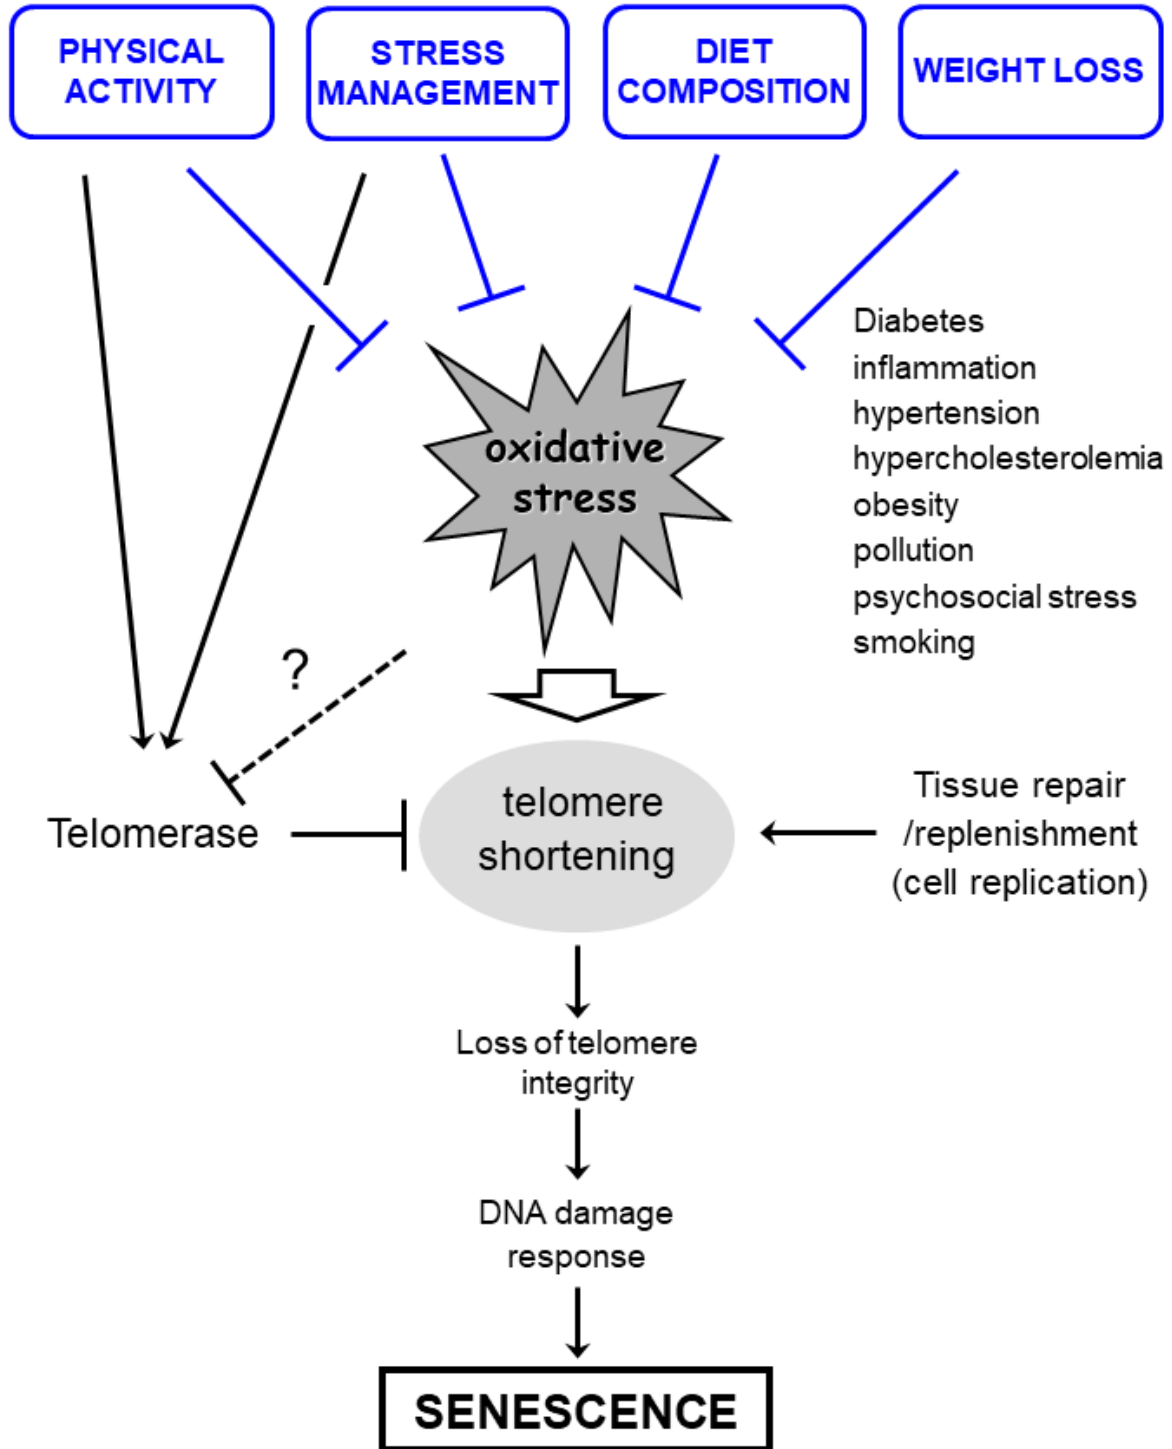 PHYSICAL
ACTIVITY
STRESS
MANAGEMENT
DIET
COMPOSITION
WEIGHT LOSS
Diabetes
inflammation
hypertension
hypercholesterolemia
obesity
pollution
psychosocial stress
smoking
oxidative
stress
?
Telomerase
telomere
shortening
Tissue repair
/replenishment
(cell replication)
Loss of telomere
integrity
DNA damage
response
SENESCENCE